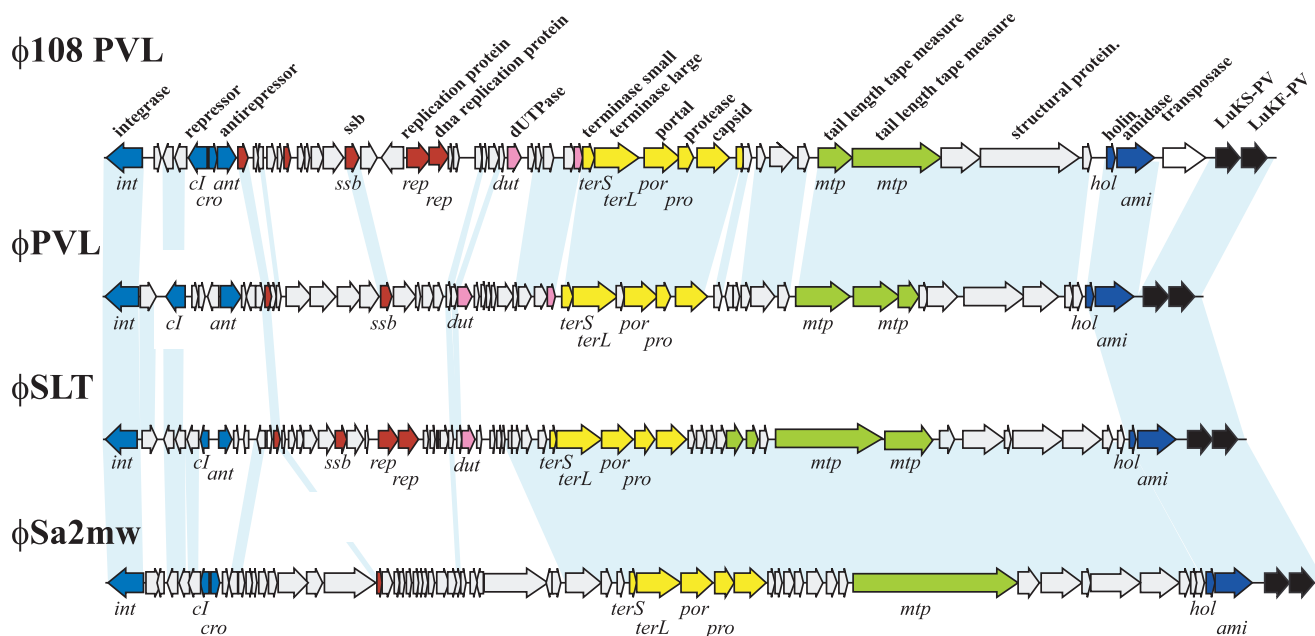 ϕ108 PVL
integrase
repressor
antirepressor
ssb
replication protein
dna replication protein
dUTPase
terminase small
terminase large
portal
protease
capsid
tail length tape measure
tail length tape measure
structural protein.
holin
amidase
transposase
LuKS-PV
LuKF-PV
int cI ant ssb rep dut terS por mtp mtp hol
cro rep terL pro ami
ϕPVL
int cI ant ssb dut terS por mtp mtp hol
terL pro ami
ϕSLT
int cI ssb rep dut terS por mtp mtp hol
ant rep terL pro ami
ϕSa2mw
int cI terS por mtp hol
cro terL pro ami